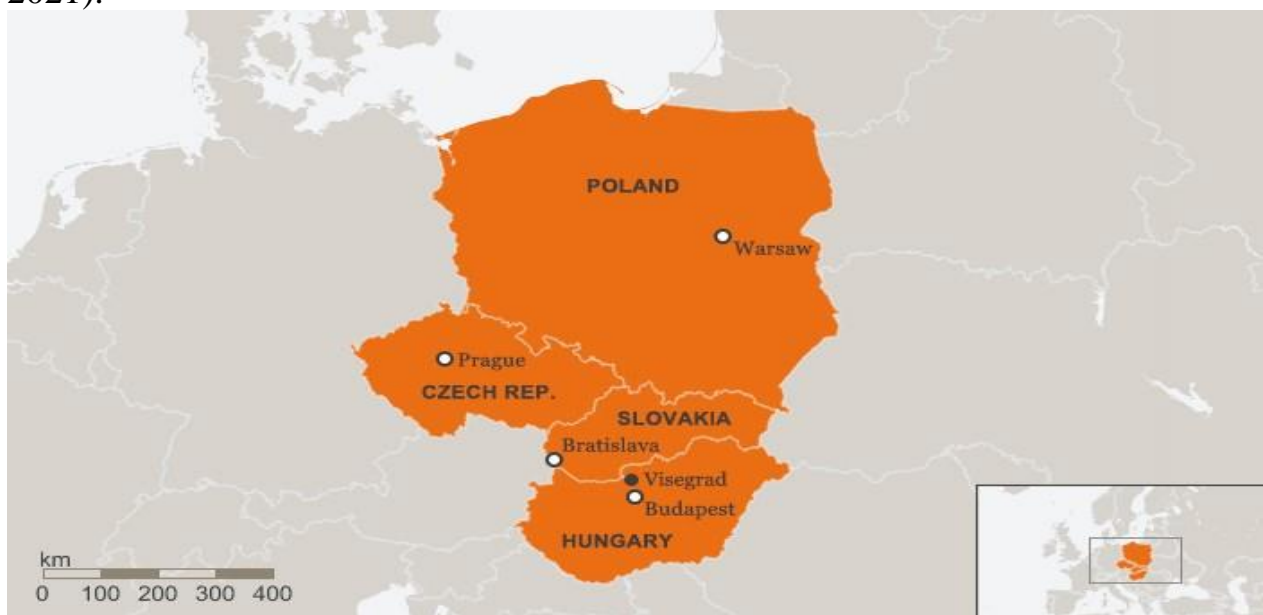 2021).
POLAND
Warsaw
Prague
CZECH REP.
SLOVAKIA
Bratislava
Visegrad
Budapest
HUNGARY
km
0 100 200 300 400